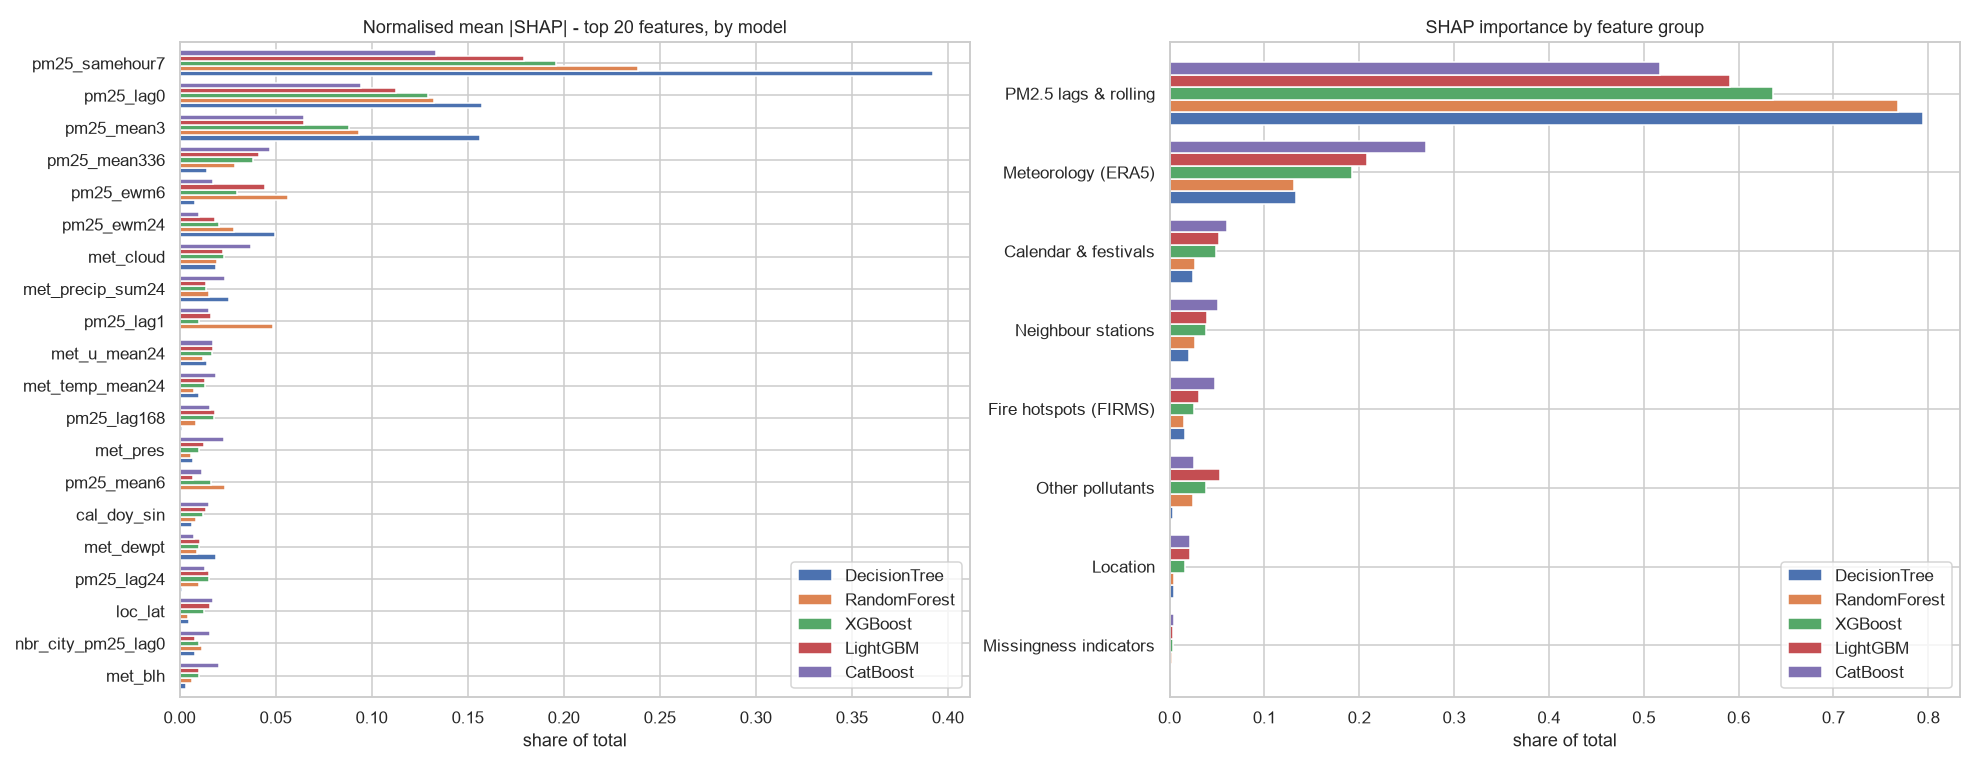 Normalised mean |SHAP| - top 20 features, by model
pm25_samehour7
pm25_lag0
pm25_mean3
pm25_mean336
pm25_ewm6
pm25_ewm24
met_cloud
met_precip_sum24
pm25_lag1
met_u_mean24
met_temp_mean24
pm25_lag168
met_pres
pm25_mean6
cal_doy_sin
met_dewpt
pm25_lag24
loc_lat
nbr_city_pm25_lag0
met_blh
0.00 0.05 0.10 0.15 0.20 0.25 0.30 0.35 0.40
share of total
DecisionTree
RandomForest
XGBoost
LightGBM
CatBoost
SHAP importance by feature group
PM2.5 lags & rolling
Meteorology (ERA5)
Calendar & festivals
Neighbour stations
Fire hotspots (FIRMS)
Other pollutants
Location
Missingness indicators
0.0 0.1 0.2 0.3 0.4 0.5 0.6 0.7 0.8
share of total
DecisionTree
RandomForest
XGBoost
LightGBM
CatBoost